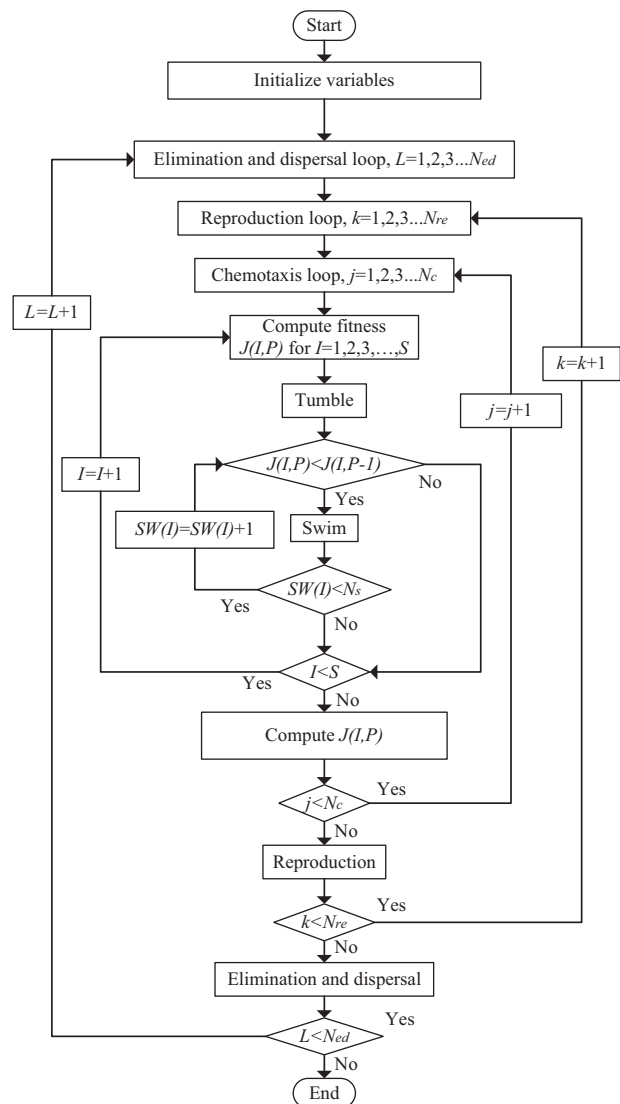 Start
Initialize variables
Elimination and dispersal loop, L=1,2,3...Ned
Reproduction loop, k=1,2,3...Nre
Chemotaxis loop, j=1,2,3...Nc
L=L+1
Compute fitness
J(I,P) for I=1,2,3,…,S
k=k+1
Tumble
j=j+1
J(I,P)<J(I,P-1)
I=I+1
Yes
No
SW(I)=SW(I)+1
Swim
SW(I)<Ns
Yes
No
I<S
Yes
No
Compute J(I,P)
j<Nc
Yes
No
Reproduction
k<Nre
Yes
No
Elimination and dispersal
L<Ned
Yes
No
End